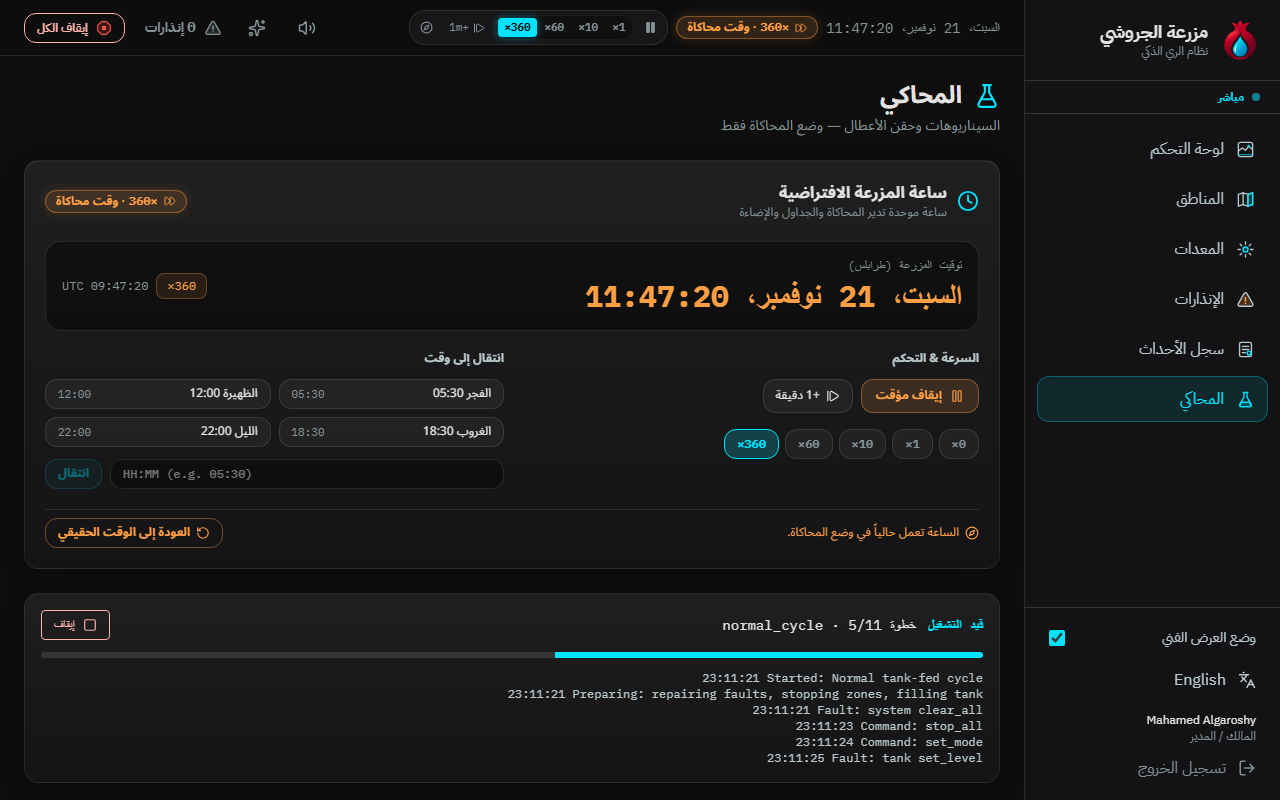 مزرعة الجروشي
نظام الري الذكي
مباشر
لوحة التحكم
المناطق
المعدات
الإنذارات
سجل الأحداث
المحاكي
وضع العرض الفني
English
Mahamed Algaroshy
المالك / المدير
تسجيل الخروج
السبت، 21 نوفمبر، 11:47:20
360× · وقت محاكاة
×1
×10
×60
×360
1m+
0 إنذارات
إيقاف الكل
المحاكي
السيناريوهات وحقن الأعطال — وضع المحاكاة فقط
ساعة المزرعة الافتراضية
ساعة موحدة تدير المحاكاة والجداول والإضاءة
360× · وقت محاكاة
توقيت المزرعة (طرابلس)
السبت، 21 نوفمبر، 11:47:20
×360
UTC 09:47:20
السرعة & التحكم
إيقاف مؤقت
+1 دقيقة
×0
×1
×10
×60
×360
انتقال إلى وقت
الفجر 05:30
05:30
الظهيرة 12:00
12:00
الغروب 18:30
18:30
الليل 22:00
22:00
HH:MM (e.g. 05:30)
انتقال
الساعة تعمل حالياً في وضع المحاكاة.
العودة إلى الوقت الحقيقي
قيد التشغيل
normal_cycle · 5/11 خطوة
إيقاف
23:11:21 Started: Normal tank-fed cycle
23:11:21 Preparing: repairing faults, stopping zones, filling tank
23:11:21 Fault: system clear_all
23:11:23 Command: stop_all
23:11:24 Command: set_mode
23:11:25 Fault: tank set_level